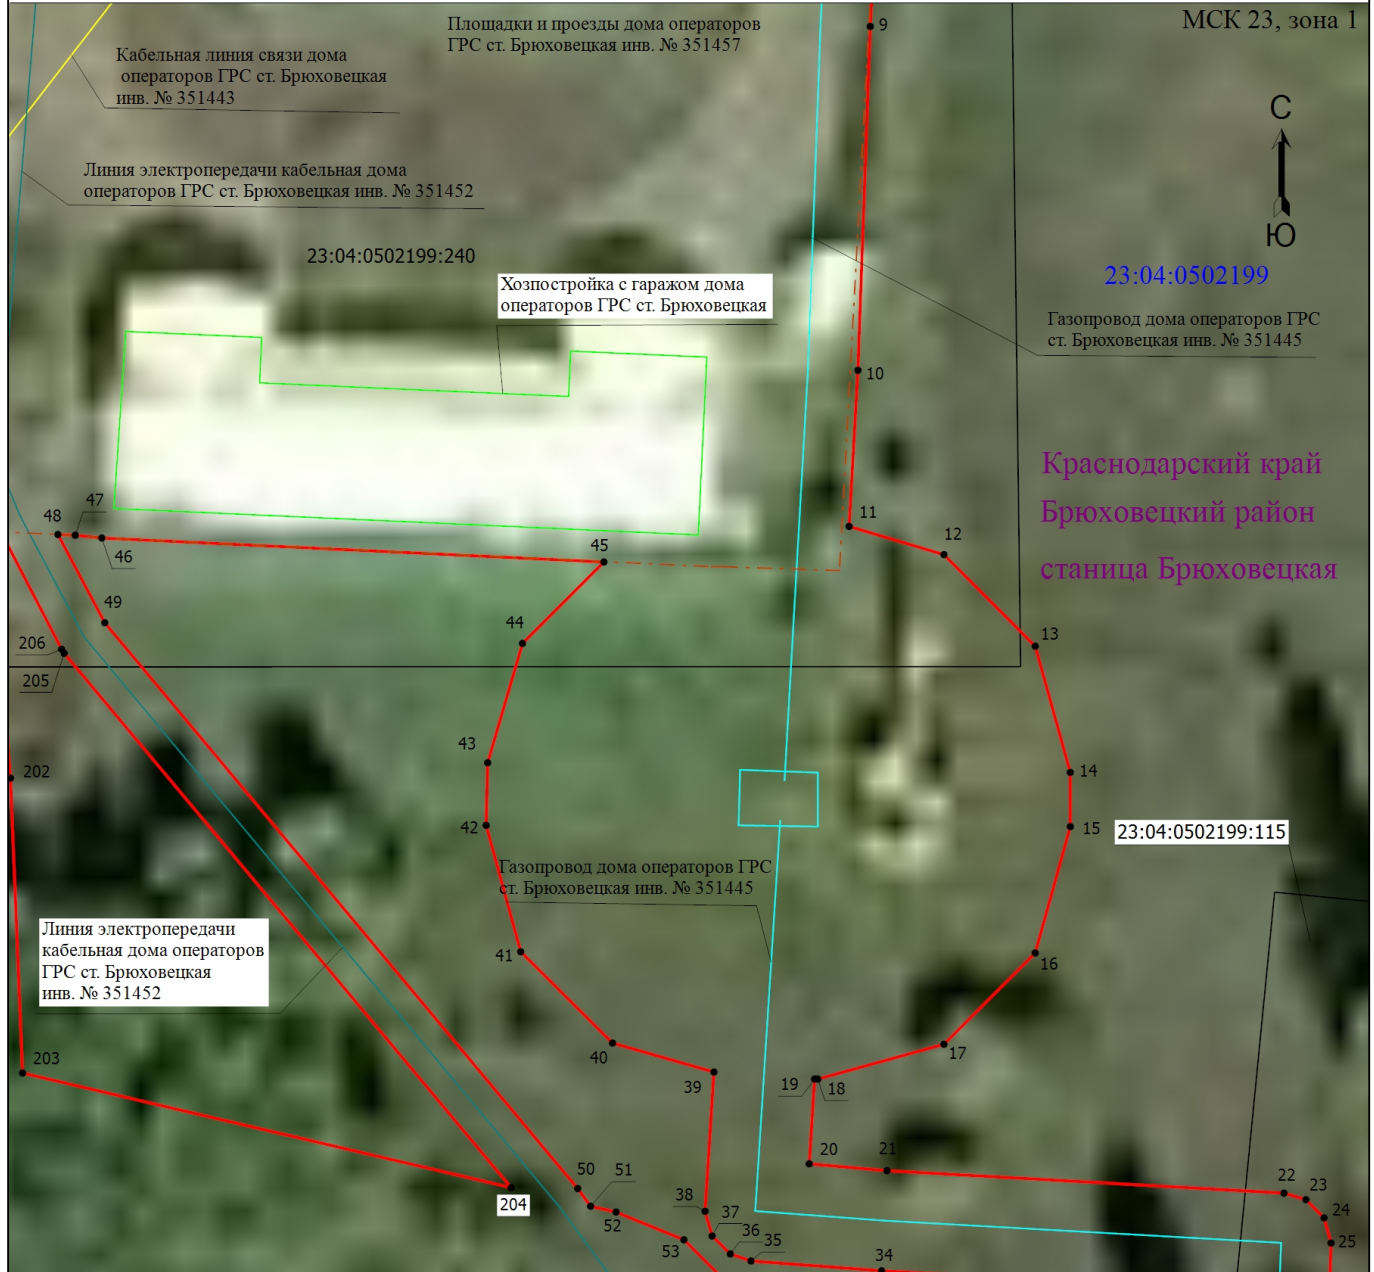 МСК 23, зона 1
Площадки и проезды дома операторов
ГРС ст. Брюховецкая инв. № 351457
9
Кабельная линия связи дома
операторов ГРС ст. Брюховецкая
инв. № 351443
С
Ю
Линия электропередачи кабельная дома
операторов ГРС ст. Брюховецкая инв. № 351452
23:04:0502199:240
23:04:0502199
Хозпостройка с гаражом дома
операторов ГРС ст. Брюховецкая
Газопровод дома операторов ГРС
ст. Брюховецкая инв. № 351445
10
Краснодарский край
Брюховецкий район
станица Брюховецкая
47
48
46
45
11
12
49
44
13
206
205
43
14
202
42
15
23:04:0502199:115
Газопровод дома операторов ГРС
ст. Брюховецкая инв. № 351445
Линия электропередачи
кабельная дома операторов
ГРС ст. Брюховецкая
инв. № 351452
41
16
40
17
203
39
19
18
20
21
50
51
22
204
38
23
52
37
24
36
35
53
34
25